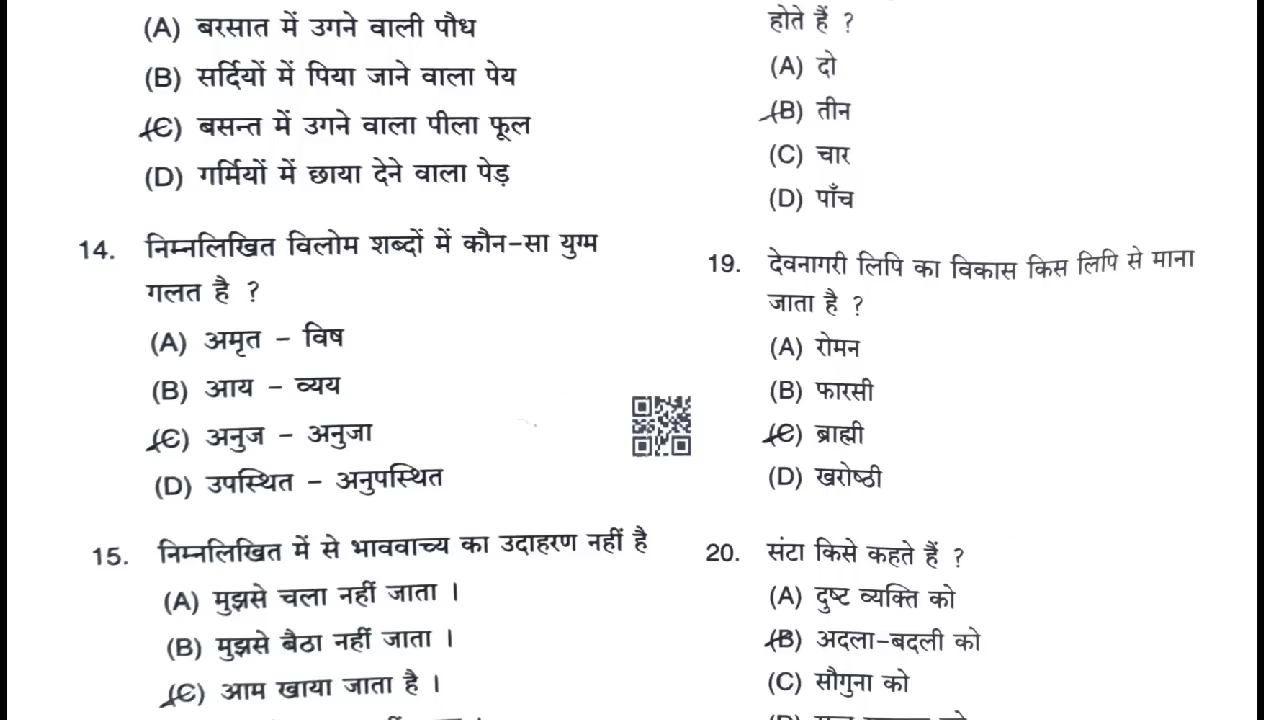 (A) बरसात में उगने वाली पौध
(B) सर्दियों में पिया जाने वाला पेय
(C) बसन्त में उगने वाला पीला फूल
(D) गर्मियों में छाया देने वाला पेड़
14. निम्नलिखित विलोम शब्दों में कौन-सा युग्म
गलत है ?
(A) अमृत - विष
(B) आय - व्यय
(C) अनुज - अनुजा
(D) उपस्थित - अनुपस्थित
15. निम्नलिखित में से भाववाच्य का उदाहरण नहीं है
(A) मुझसे चला नहीं जाता ।
(B) मुझसे बैठा नहीं जाता ।
(C) आम खाया जाता है ।
होते हैं ?
(A) दो
(B) तीन
(C) चार
(D) पाँच
19. देवनागरी लिपि का विकास किस लिपि से माना
जाता है ?
(A) रोमन
(B) फारसी
(C) ब्राह्मी
(D) खरोष्ठी
20. संटा किसे कहते हैं ?
(A) दुष्ट व्यक्ति को
(B) अदला-बदली को
(C) सौगुना को